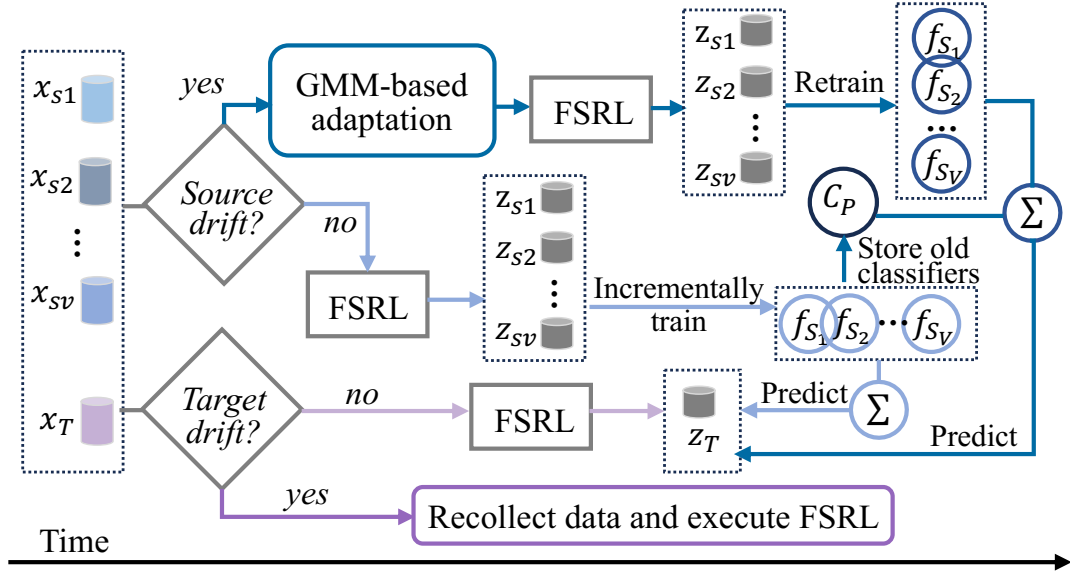 x_{s1}
x_{s2}
⋮
x_{sv}
x_T
yes
Source
drift?
no
GMM-based
adaptation
FSRL
z_{s1}
z_{s2}
⋮
z_{sv}
Retrain
f_{S_1}
f_{S_2}
...
f_{S_V}
FSRL
z_{s1}
z_{s2}
⋮
z_{sv}
Incrementally
train
C_P
Σ
Store old
classifiers
f_{S_1}
f_{S_2}
...
f_{S_V}
Target
drift?
no
FSRL
z_T
Predict
Σ
Predict
yes
Recollect data and execute FSRL
Time